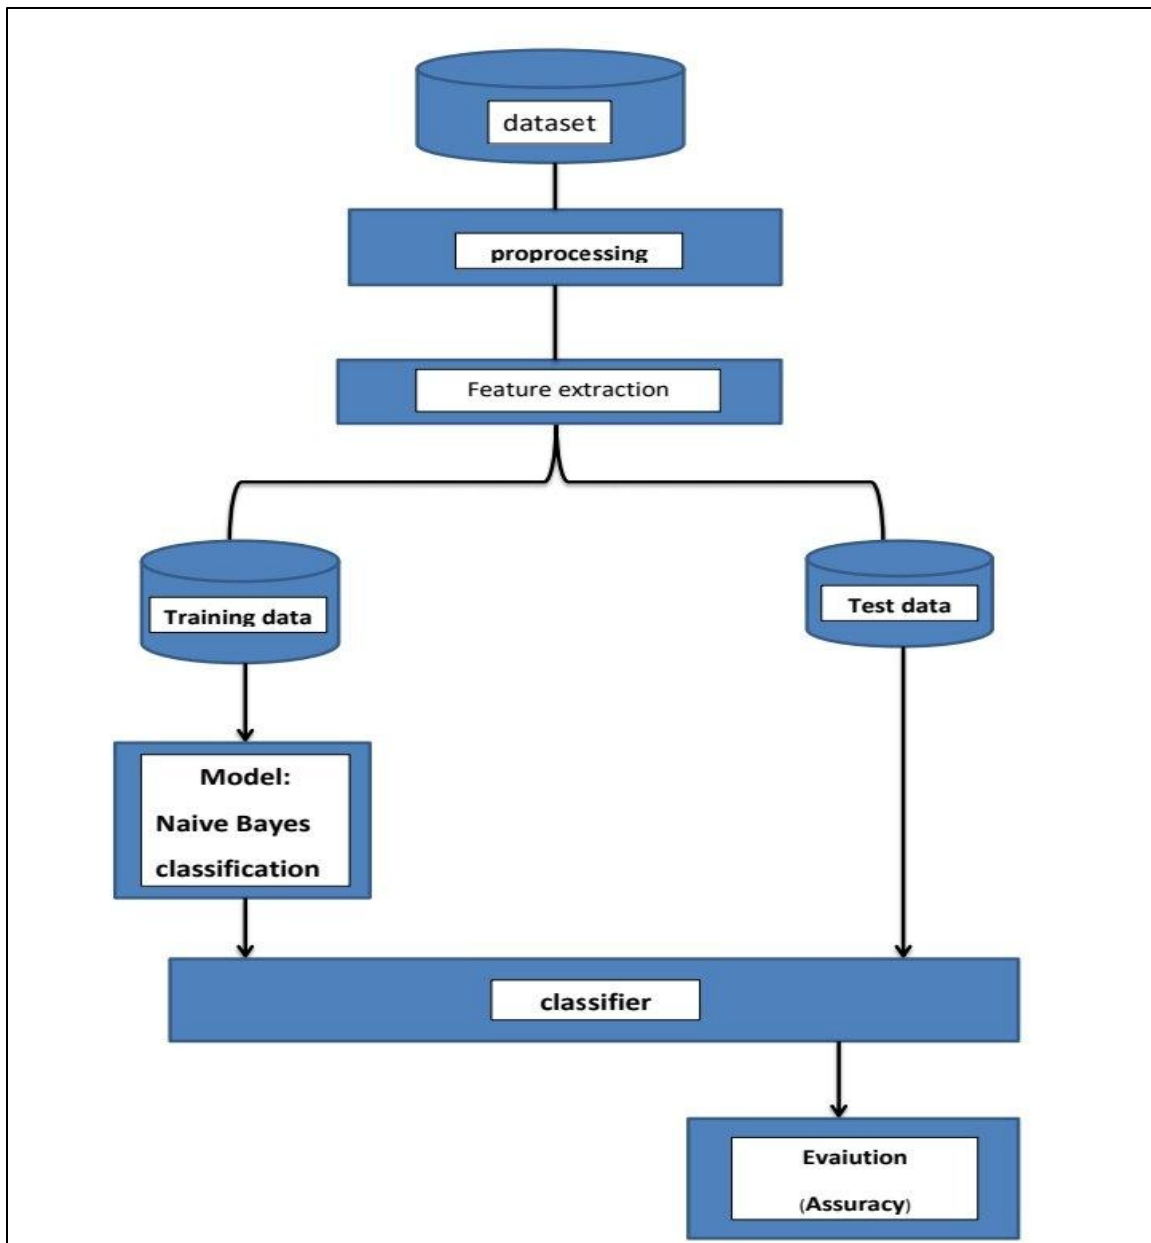 dataset
proprocessing
Feature extraction
Training data
Test data
Model:
Naive Bayes
classification
classifier
Evaiution
(Assuracy)